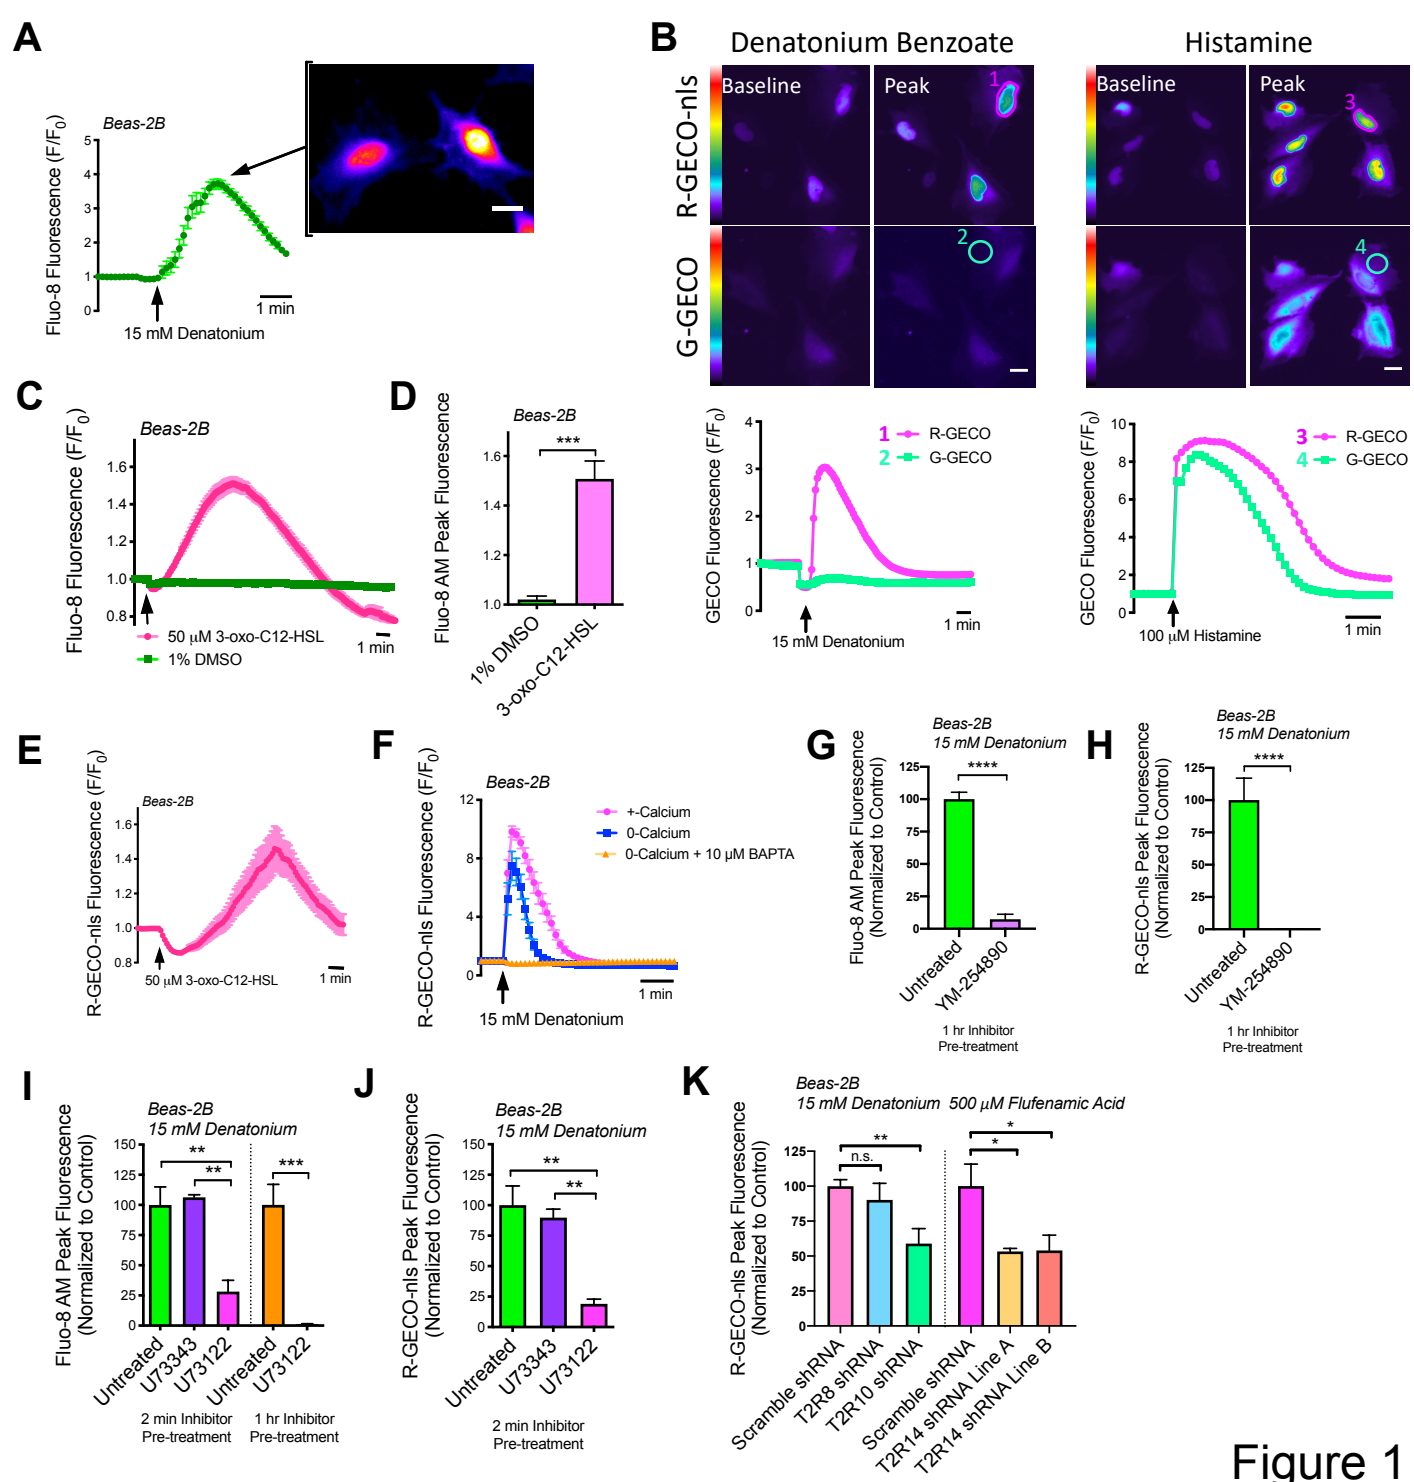 A
Beas-2B
Fluo-8 Fluorescence (F/F0)
5
4
3
2
1
0
1 min
15 mM Denatonium
B
Denatonium Benzoate
Histamine
R-GECO-nls
G-GECO
Baseline
Peak
1
Baseline
Peak
3
2
4
GECO Fluorescence (F/F0)
4
3
2
1
0
1 R-GECO
2 G-GECO
15 mM Denatonium
1 min
GECO Fluorescence (F/F0)
10
8
6
4
2
0
3 R-GECO
4 G-GECO
100 µM Histamine
1 min
C
Beas-2B
Fluo-8 Fluorescence (F/F0)
1.6
1.4
1.2
1.0
0.8
50 µM 3-oxo-C12-HSL
1% DMSO
1 min
D
Beas-2B
Fluo-8 AM Peak Fluorescence
1.6
1.4
1.2
1.0
***
1% DMSO
3-oxo-C12-HSL
E
Beas-2B
R-GECO-nls Fluorescence (F/F0)
1.6
1.4
1.2
1.0
0.8
50 µM 3-oxo-C12-HSL
1 min
F
Beas-2B
R-GECO-nls Fluorescence (F/F0)
12
8
4
0
+-Calcium
0-Calcium
0-Calcium + 10 µM BAPTA
15 mM Denatonium
1 min
G
Beas-2B
15 mM Denatonium
Fluo-8 AM Peak Fluorescence
(Normalized to Control)
125
100
75
50
25
0
****
Untreated
YM-254890
1 hr Inhibitor
Pre-treatment
H
Beas-2B
15 mM Denatonium
R-GECO-nls Peak Fluorescence
(Normalized to Control)
125
100
75
50
25
0
****
Untreated
YM-254890
1 hr Inhibitor
Pre-treatment
I
Beas-2B
15 mM Denatonium
Fluo-8 AM Peak Fluorescence
(Normalized to Control)
150
125
100
75
50
25
0
**
**
***
Untreated
U73343
U73122
Untreated
U73122
2 min Inhibitor
Pre-treatment
1 hr Inhibitor
Pre-treatment
J
Beas-2B
15 mM Denatonium
R-GECO-nls Peak Fluorescence
(Normalized to Control)
150
125
100
75
50
25
0
**
**
Untreated
U73343
U73122
2 min Inhibitor
Pre-treatment
K
Beas-2B
15 mM Denatonium
500 µM Flufenamic Acid
R-GECO-nls Peak Fluorescence
(Normalized to Control)
125
100
75
50
25
0
**
n.s.
*
*
Scramble shRNA
T2R8 shRNA
T2R10 shRNA
Scramble shRNA
T2R14 shRNA Line A
T2R14 shRNA Line B
Figure 1